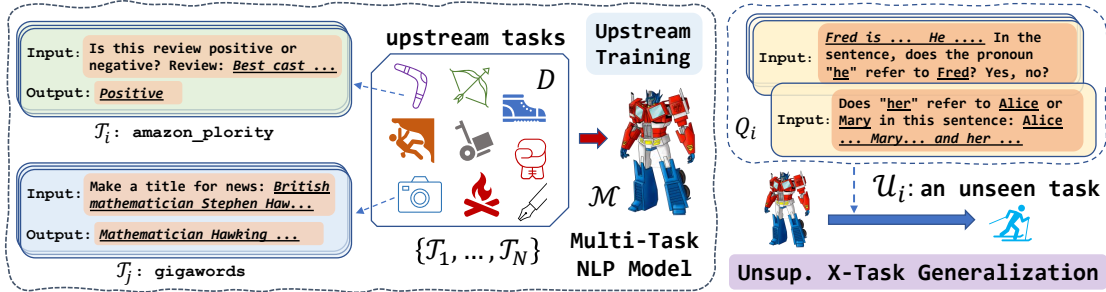 Input: Is this review positive or
negative? Review: Best cast ...
Output: Positive
𝒯i: amazon_plority
Input: Make a title for news: British
mathematician Stephen Haw...
Output: Mathematician Hawking ...
𝒯j: gigawords
upstream tasks
D
{𝒯1, ... , 𝒯N}
Upstream
Training
ℳ
Multi-Task
NLP Model
Fred is ... He .... In the
sentence, does the pronoun
"he" refer to Fred? Yes, no?
Qi
Input: Does "her" refer to Alice or
Mary in this sentence: Alice
... Mary... and her ...
𝒰i: an unseen task
Unsup. X-Task Generalization